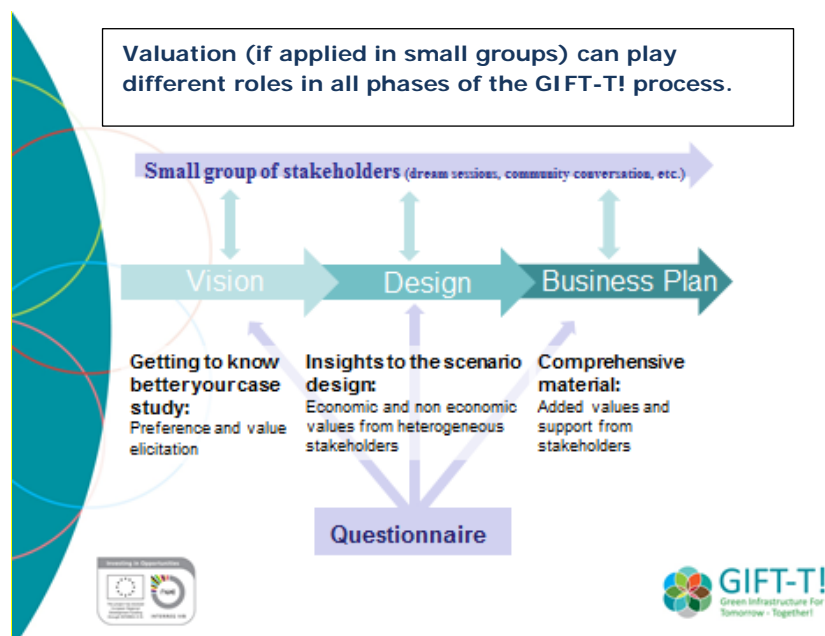 Valuation (if applied in small groups) can play
different roles in all phases of the GIFT-T! process.
Small group of stakeholders (dream sessions, community conversation, etc.)
Vision
Design
Business Plan
Getting to know
better your case
study:
Preference and value
elicitation
Insights to the scenario
design:
Economic and non economic
values from heterogeneous
stakeholders
Comprehensive
material:
Added values and
support from
stakeholders
Questionnaire
Investing in Opportunities
INTERREG IVB
GIFT-T!
Green Infrastructure For
Tomorrow - Together!